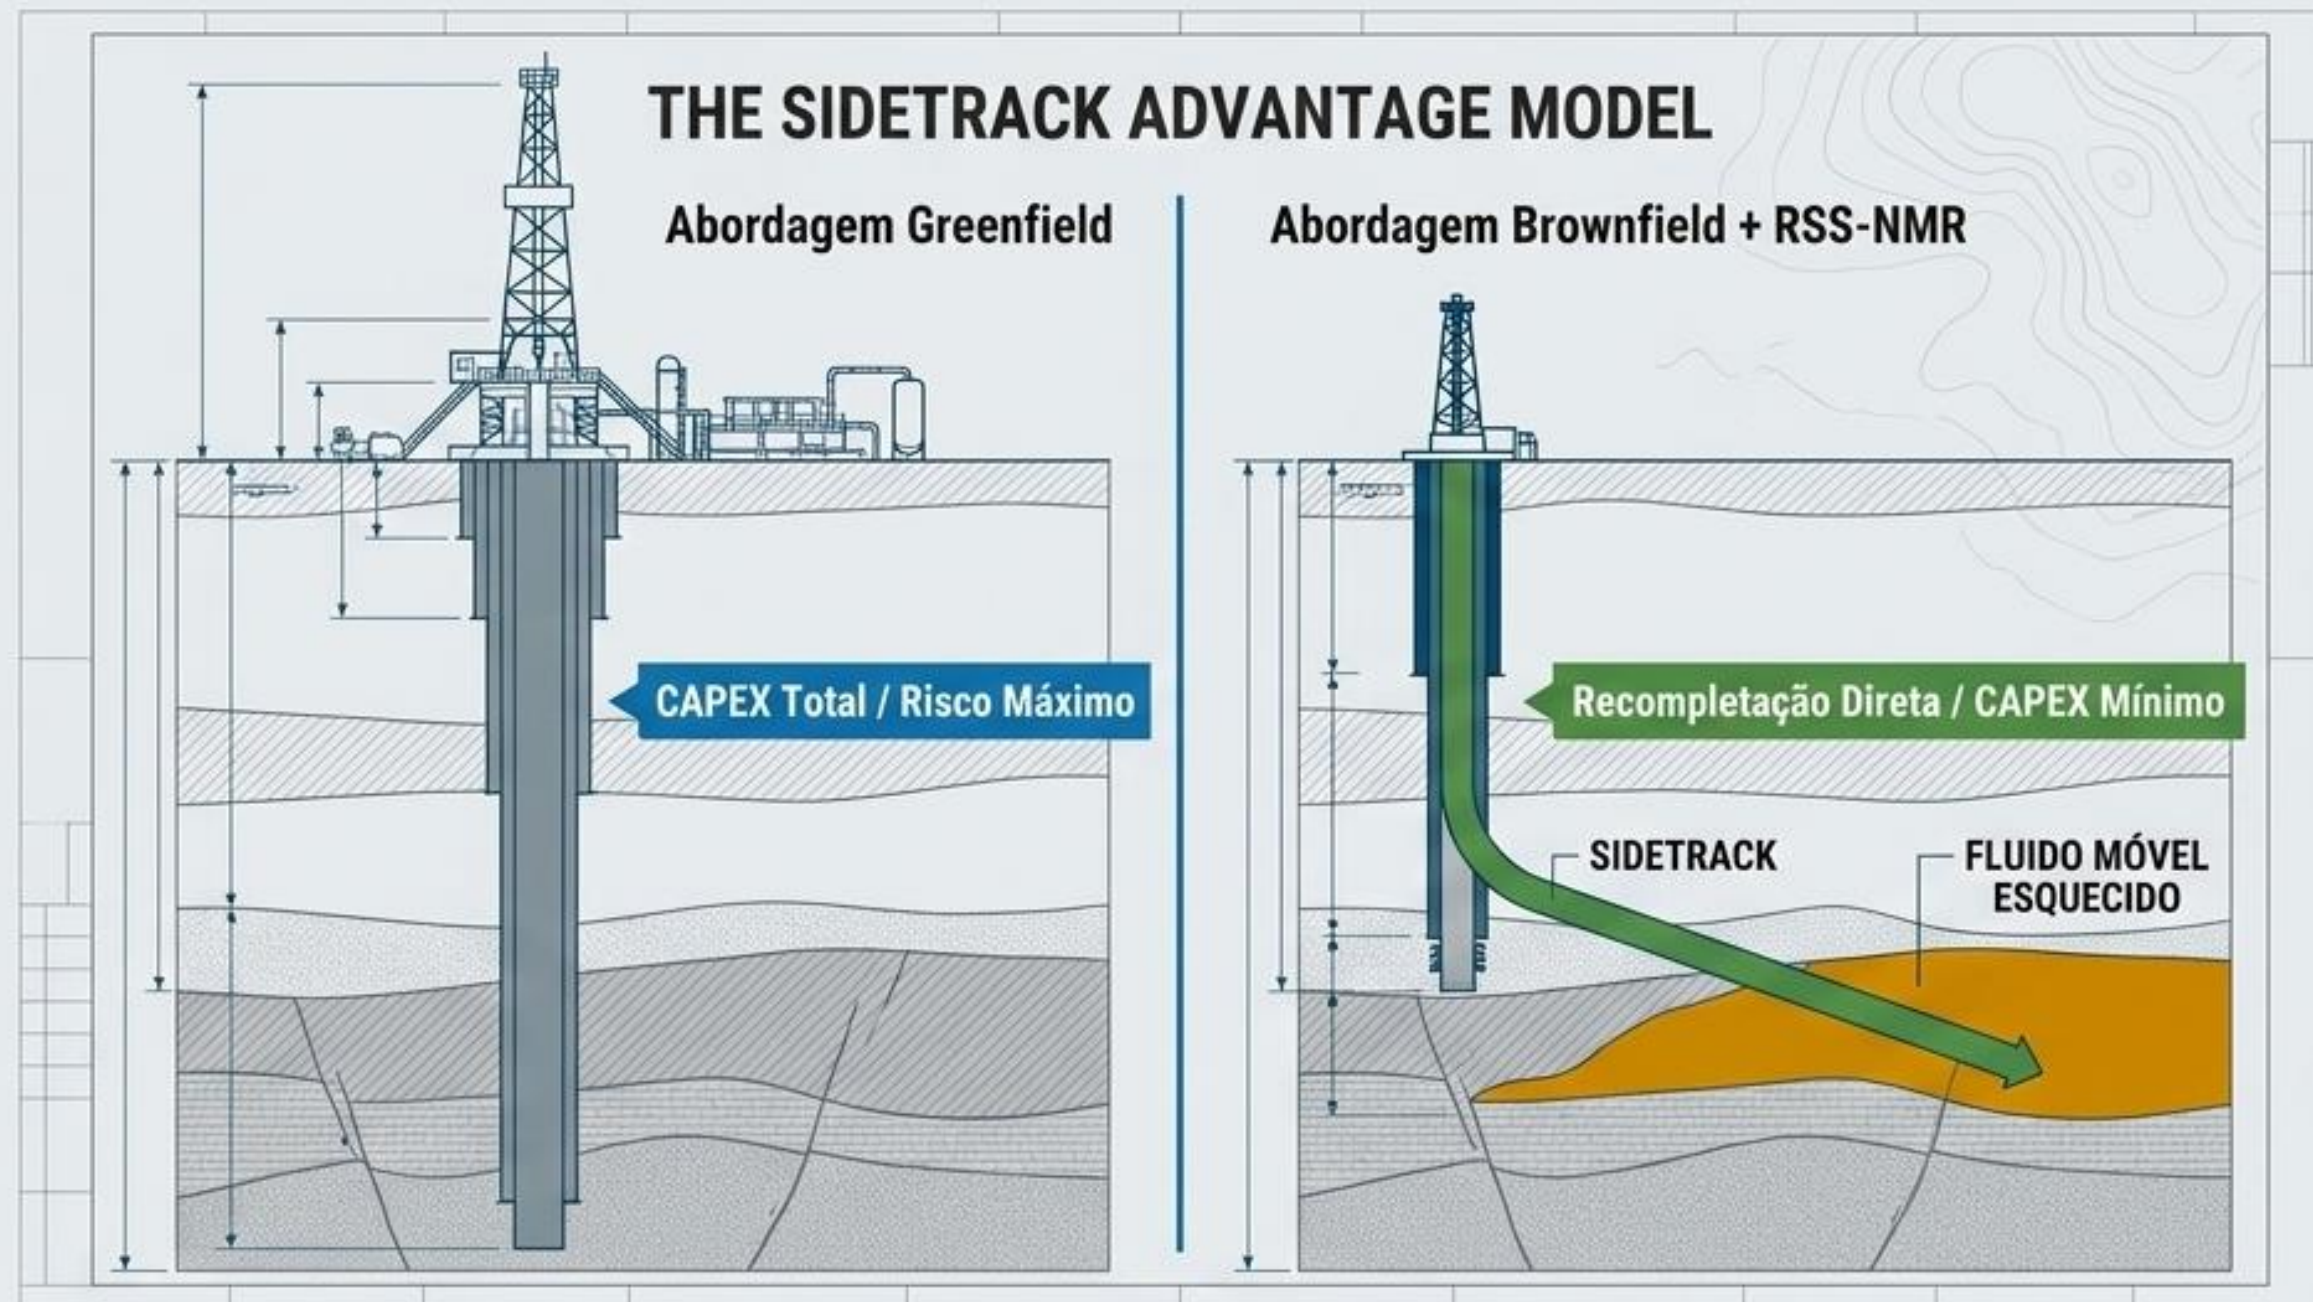 THE SIDETRACK ADVANTAGE MODEL
Abordagem Greenfield
Abordagem Brownfield + RSS-NMR
CAPEX Total / Risco Máximo
Recompletação Direta / CAPEX Mínimo
SIDETRACK
FLUIDO MÓVEL
ESQUECIDO